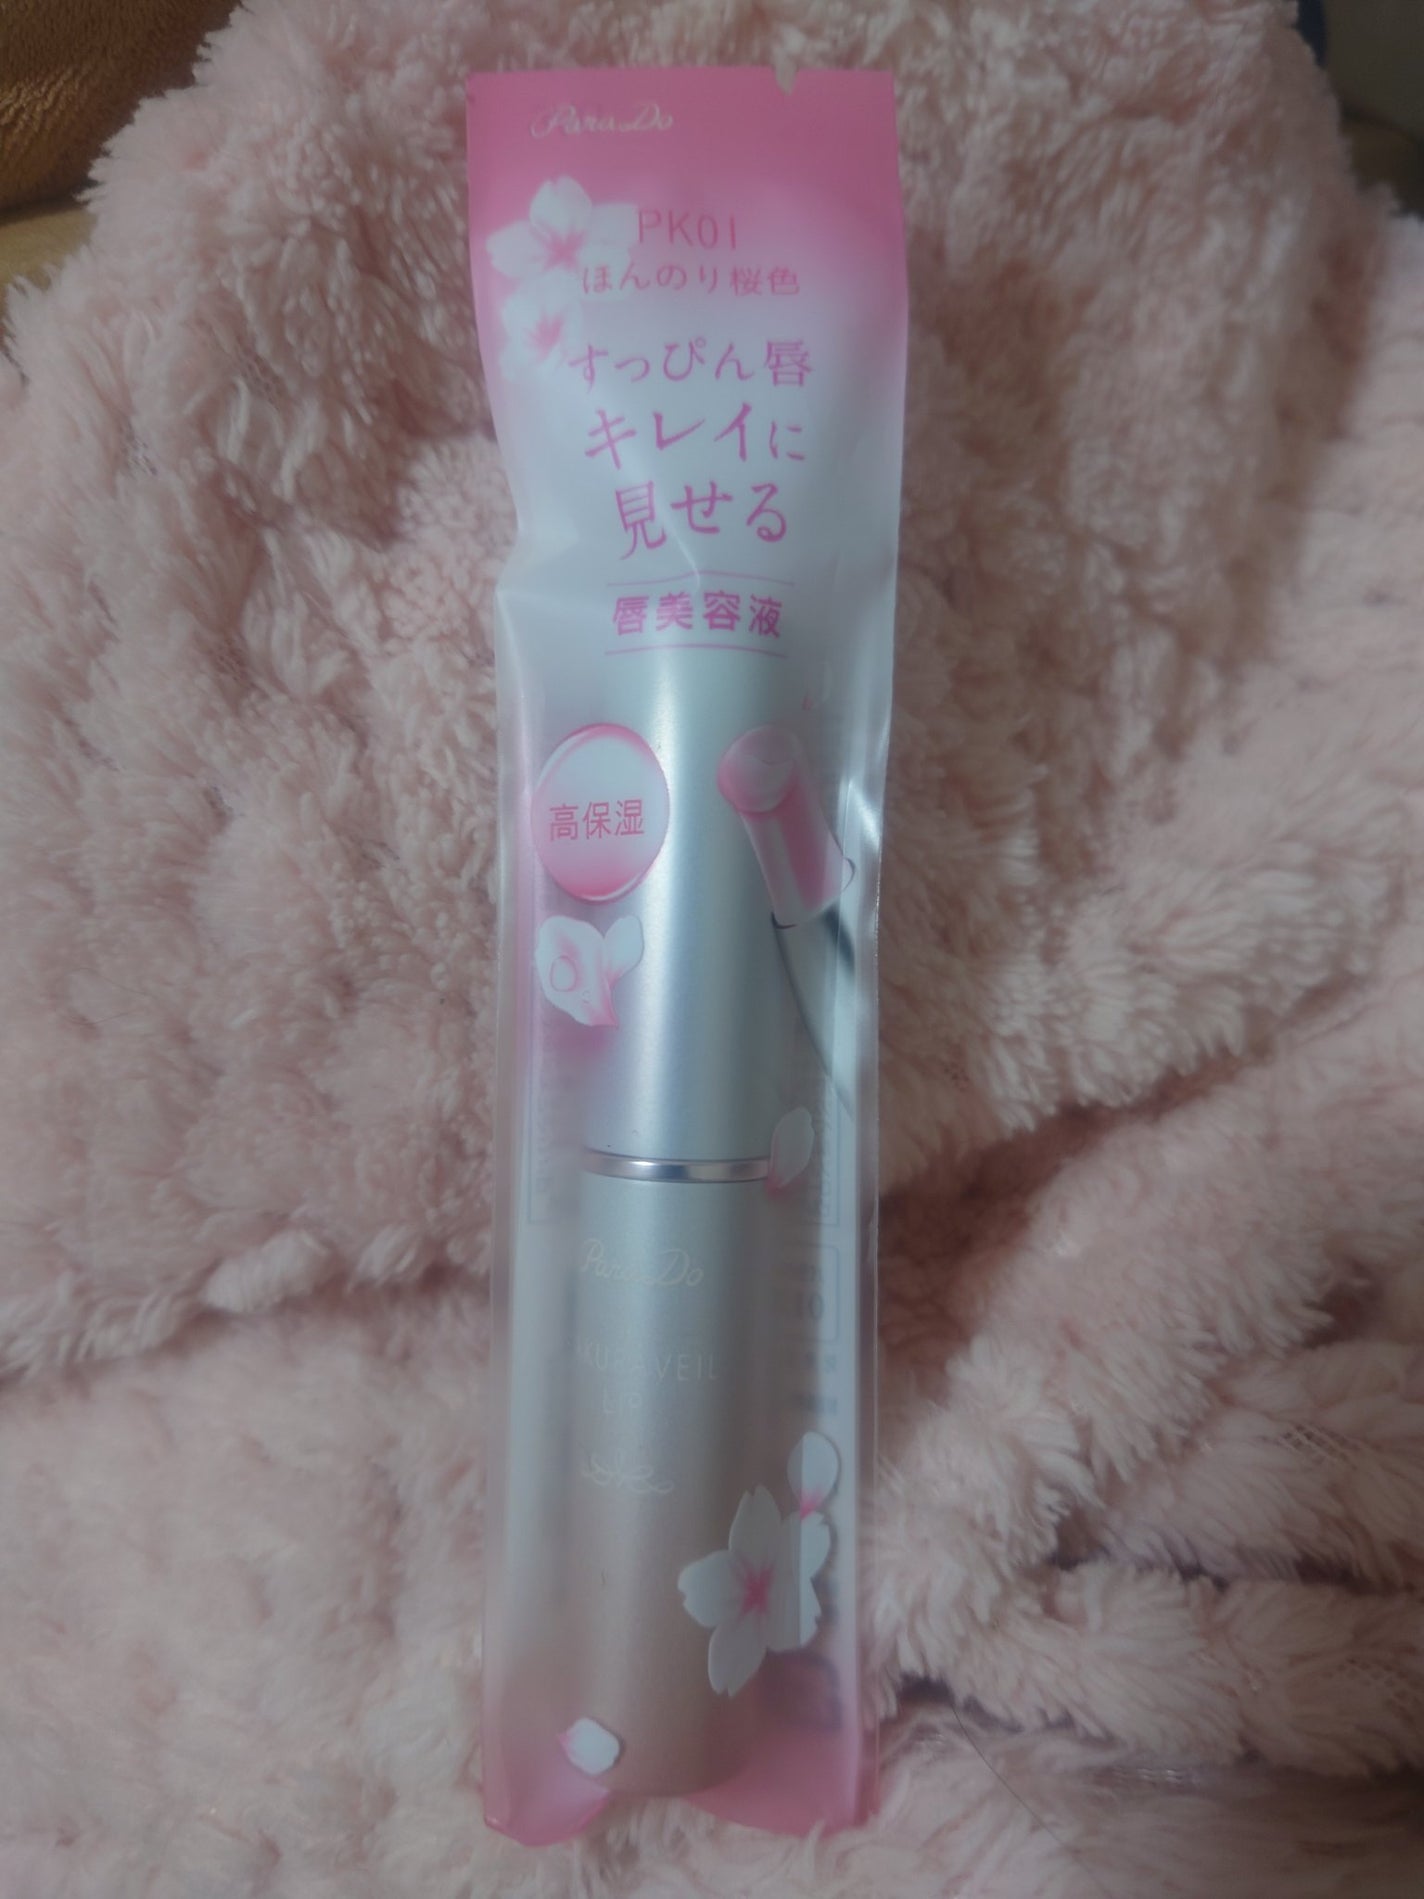 ParaDo
PK01
ほんのり桜色
すっぴん唇
キレイに
見せる
唇美容液
高保湿
ParaDo
VEIL